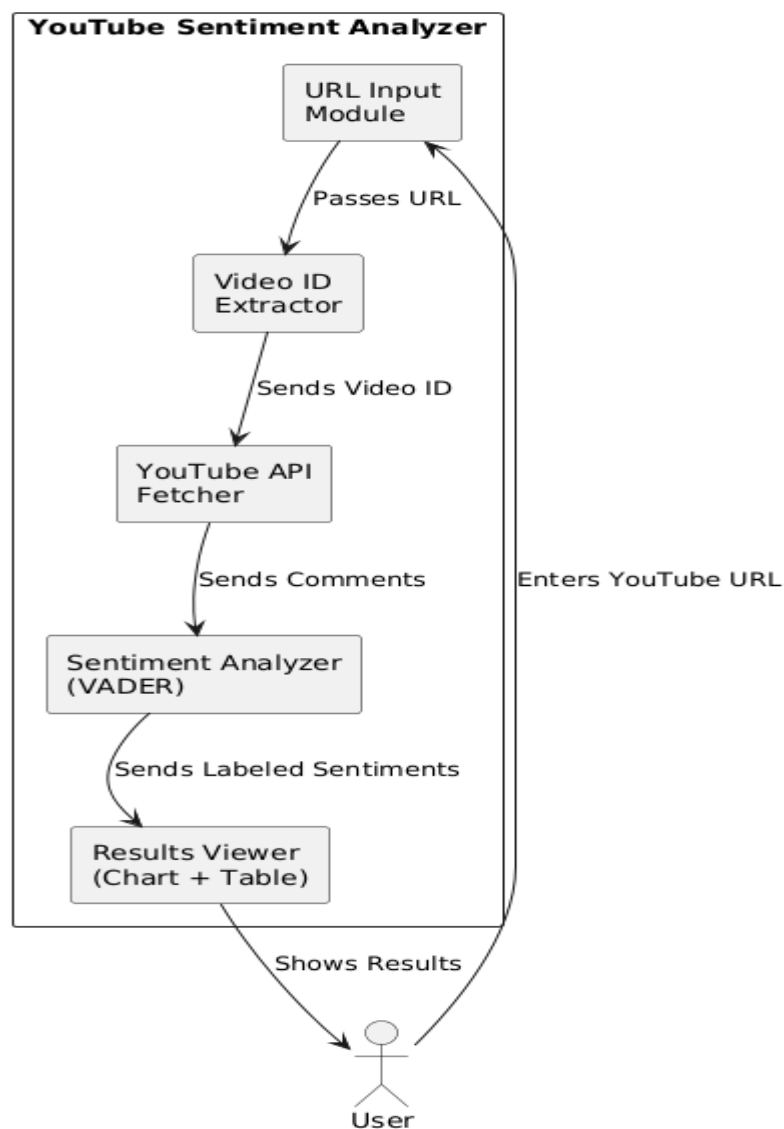 YouTube Sentiment Analyzer
URL Input
Module
Passes URL
Video ID
Extractor
Sends Video ID
YouTube API
Fetcher
Sends Comments
Enters YouTube URL
Sentiment Analyzer
(VADER)
Sends Labeled Sentiments
Results Viewer
(Chart + Table)
Shows Results
User